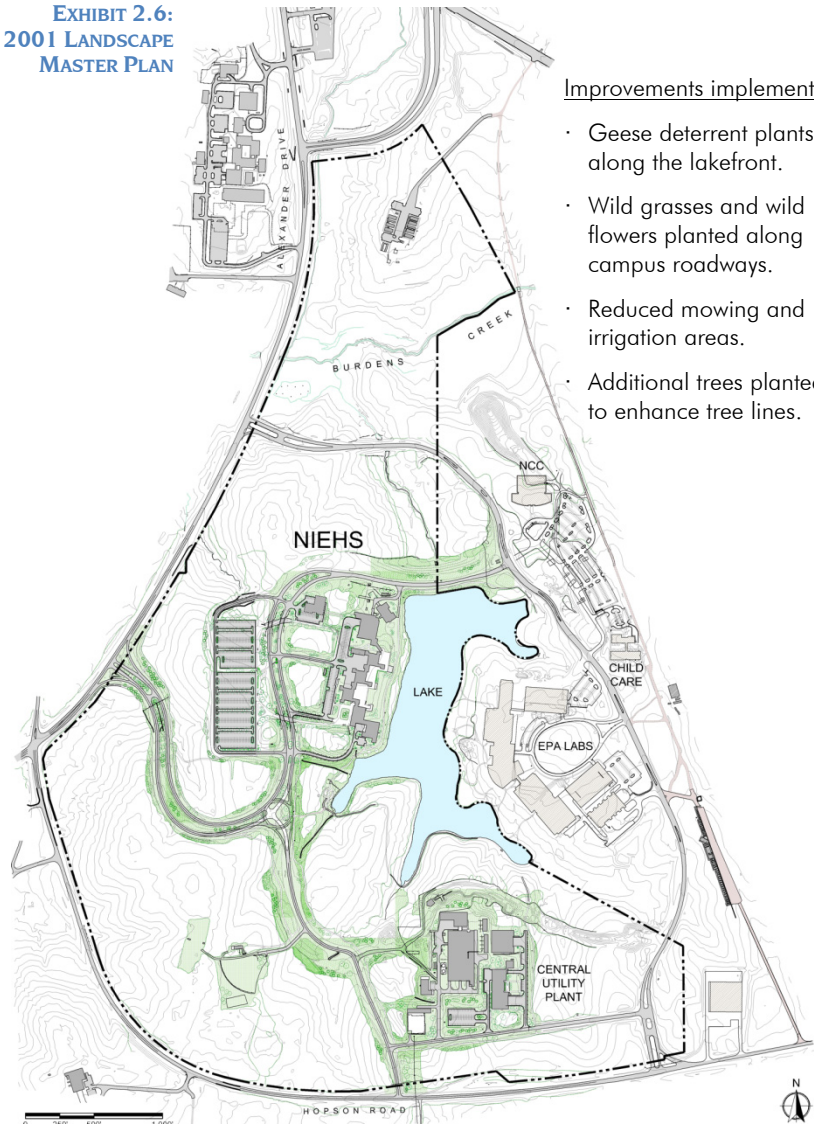 EXHIBIT 2.6:
2001 LANDSCAPE
MASTER PLAN
Improvements implement
· Geese deterrent plants
along the lakefront.
· Wild grasses and wild
flowers planted along
campus roadways.
· Reduced mowing and
irrigation areas.
· Additional trees plante
to enhance tree lines.
ALEXANDER DRIVE
BURDENS CREEK
NCC
NIEHS
CHILD
CARE
LAKE
EPA LABS
CENTRAL
UTILITY
PLANT
HOPSON ROAD
N